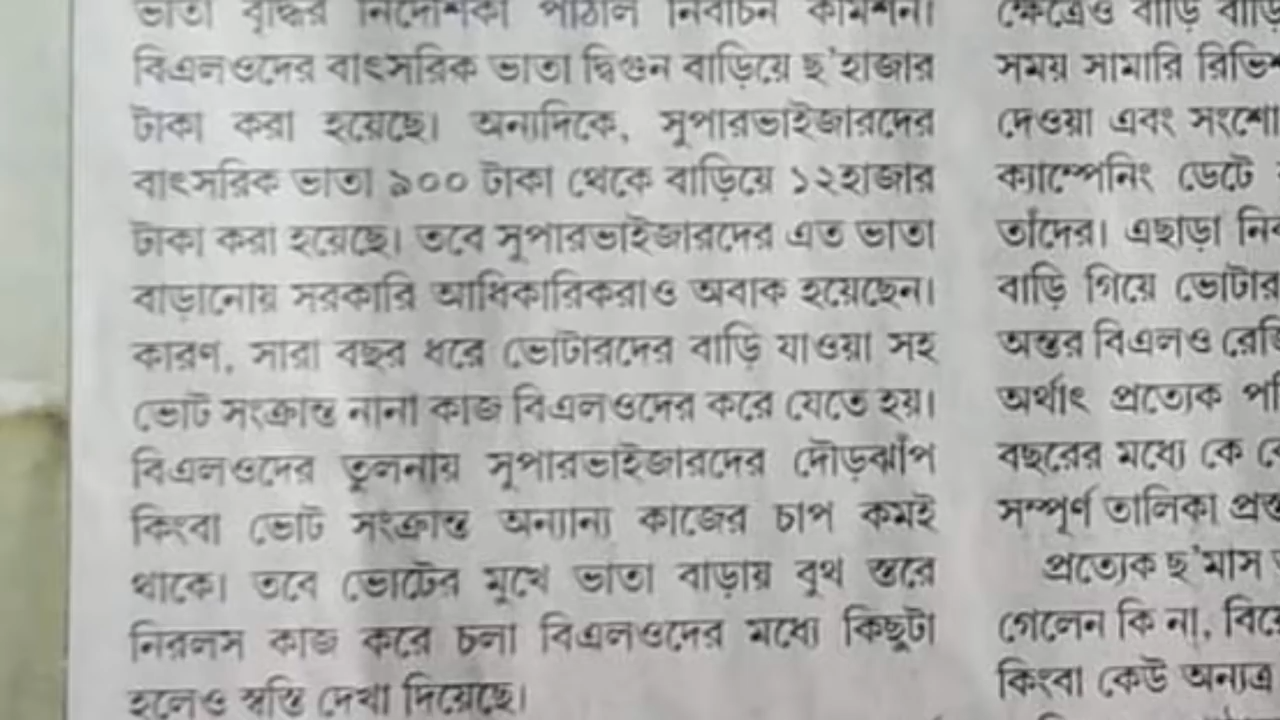 ভাতা বৃদ্ধির নির্দেশিকা পাঠাল নির্বাচন কমিশন।
বিএলওদের বাৎসরিক ভাতা দ্বিগুন বাড়িয়ে ছ'হাজার
টাকা করা হয়েছে। অন্যদিকে, সুপারভাইজারদের
বাৎসরিক ভাতা ৯০০ টাকা থেকে বাড়িয়ে ১২হাজার
টাকা করা হয়েছে। তবে সুপারভাইজারদের এত ভাতা
বাড়ানোয় সরকারি আধিকারিকরাও অবাক হয়েছেন।
কারণ, সারা বছর ধরে ভোটারদের বাড়ি যাওয়া সহ
ভোট সংক্রান্ত নানা কাজ বিএলওদের করে যেতে হয়।
বিএলওদের তুলনায় সুপারভাইজারদের দৌড়ঝাঁপ
কিংবা ভোট সংক্রান্ত অন্যান্য কাজের চাপ কমই
থাকে। তবে ভোটের মুখে ভাতা বাড়ায় বুথ স্তরে
নিরলস কাজ করে চলা বিএলওদের মধ্যে কিছুটা
হলেও স্বস্তি দেখা দিয়েছে।
ক্ষেত্রেও বাড়ি বাড়ি
সময় সামারি
দেওয়া এবং
ক্যাম্পেনিং ডেটে
তাঁদের। এছাড়া
বাড়ি গিয়ে ভোটার
অন্তর বিএলও
অর্থাৎ প্রত্যেক
বছরের মধ্যে কে
সম্পূর্ণ তালিকা
প্রত্যেক ছ'মাস
গেলেন কি না,
কিংবা কেউ অন্যত্র